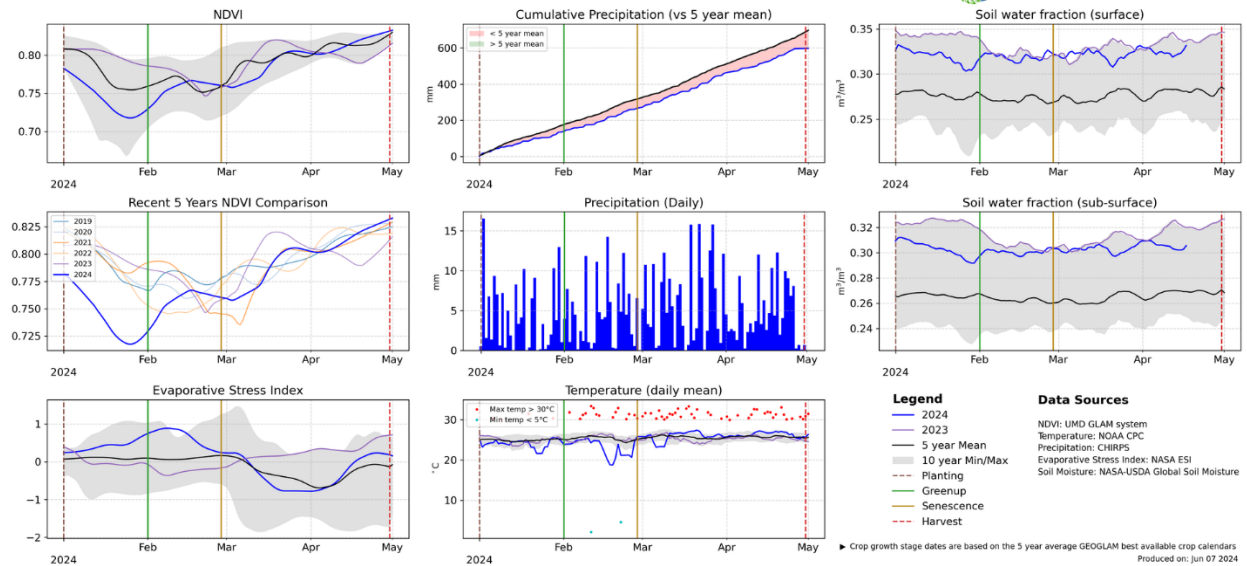 NDVI
0.80
0.75
0.70
Feb
Mar
Apr
May
2024
Cumulative Precipitation (vs 5 year mean)
< 5 year mean
> 5 year mean
600
400
200
0
mm
Feb
Mar
Apr
May
2024
Soil water fraction (surface)
0.35
0.30
0.25
m³/m³
Feb
Mar
Apr
May
2024
Recent 5 Years NDVI Comparison
2019
2020
2021
2022
2023
2024
0.825
0.800
0.775
0.750
0.725
Feb
Mar
Apr
May
2024
Precipitation (Daily)
15
10
5
0
mm
Feb
Mar
Apr
May
2024
Soil water fraction (sub-surface)
0.32
0.30
0.28
0.26
0.24
m³/m³
Feb
Mar
Apr
May
2024
Evaporative Stress Index
1
0
−1
−2
Feb
Mar
Apr
May
2024
Temperature (daily mean)
Max temp > 30°C
Min temp < 5°C
30
20
10
°C
Feb
Mar
Apr
May
2024
Legend
2024
2023
5 year Mean
10 year Min/Max
Planting
Greenup
Senescence
Harvest
Data Sources
NDVI: UMD GLAM system
Temperature: NOAA CPC
Precipitation: CHIRPS
Evaporative Stress Index: NASA ESI
Soil Moisture: NASA-USDA Global Soil Moisture
▶ Crop growth stage dates are based on the 5 year average GEOGLAM best available crop calendars
Produced on: Jun 07 2024